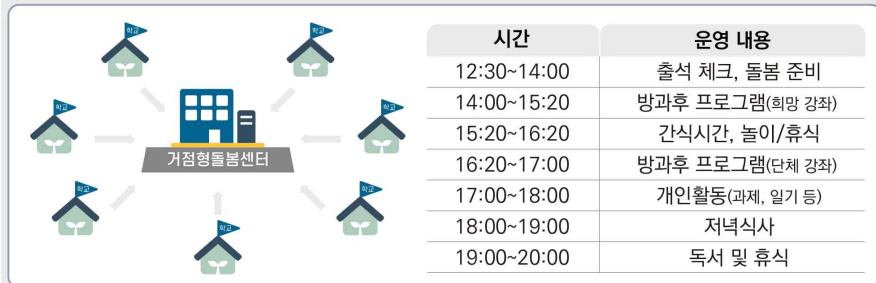 학교
학교
학교
학교
학교
학교
학교
거점형돌봄센터
시간 운영 내용
12:30~14:00 출석 체크, 돌봄 준비
14:00~15:20 방과후 프로그램(희망 강좌)
15:20~16:20 간식시간, 놀이/휴식
16:20~17:00 방과후 프로그램(단체 강좌)
17:00~18:00 개인활동(과제, 일기 등)
18:00~19:00 저녁식사
19:00~20:00 독서 및 휴식